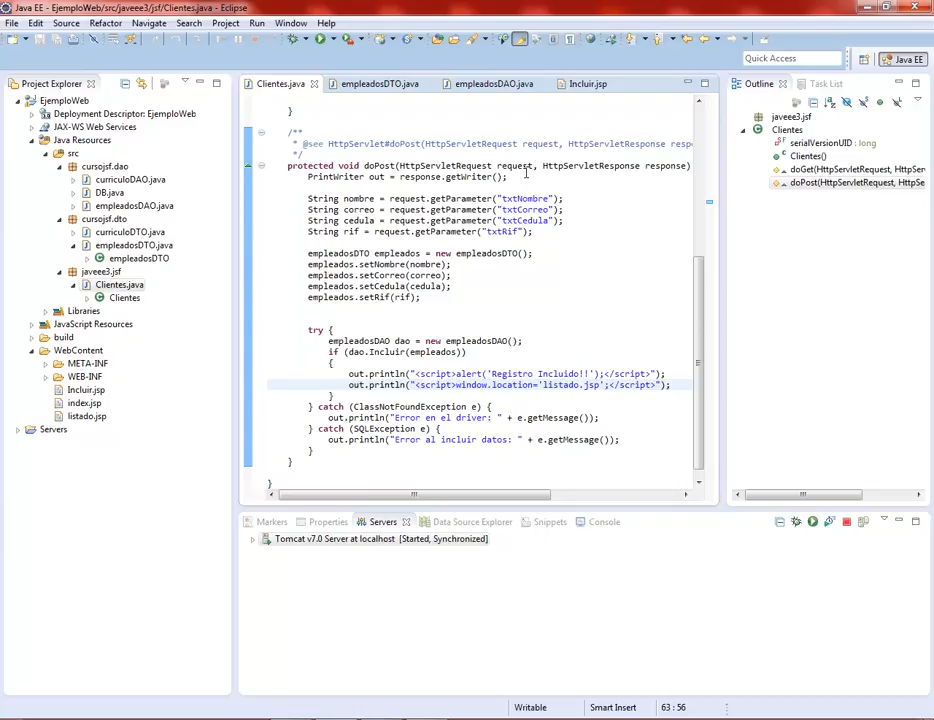 Java EE - EjemploWeb/src/javeee3/jsf/Clientes.java - Eclipse
File Edit Source Refactor Navigate Search Project Run Window Help
Quick Access
Java EE
Project Explorer
EjemploWeb
Deployment Descriptor: EjemploWeb
JAX-WS Web Services
Java Resources
src
cursojsf.dao
curriculoDAO.java
DB.java
empleadosDAO.java
cursojsf.dto
curriculoDTO.java
empleadosDTO.java
empleadosDTO
javeee3.jsf
Clientes.java
Clientes
Libraries
JavaScript Resources
build
WebContent
META-INF
WEB-INF
Incluir.jsp
index.jsp
listado.jsp
Servers
Clientes.java empleadosDTO.java empleadosDAO.java Incluir.jsp
}
/**
* @see HttpServlet#doPost(HttpServletRequest request, HttpServletResponse resp
*/
protected void doPost(HttpServletRequest request, HttpServletResponse response)
PrintWriter out = response.getWriter();
String nombre = request.getParameter("txtNombre");
String correo = request.getParameter("txtCorreo");
String cedula = request.getParameter("txtCedula");
String rif = request.getParameter("txtRif");
empleadosDTO empleados = new empleadosDTO();
empleados.setNombre(nombre);
empleados.setCorreo(correo);
empleados.setCedula(cedula);
empleados.setRif(rif);
try {
empleadosDAO dao = new empleadosDAO();
if (dao.Incluir(empleados))
{
out.println("<script>alert('Registro Incluido!!');</script>");
out.println("<script>window.location='listado.jsp';</script>");
}
} catch (ClassNotFoundException e) {
out.println("Error en el driver: " + e.getMessage());
} catch (SQLException e) {
out.println("Error al incluir datos: " + e.getMessage());
}
}
}
Outline Task List
javeee3.jsf
Clientes
serialVersionUID : long
Clientes()
doGet(HttpServletRequest, HttpSer
doPost(HttpServletRequest, HttpSe
Markers Properties Servers Data Source Explorer Snippets Console
Tomcat v7.0 Server at localhost [Started, Synchronized]
Writable Smart Insert 63 : 56